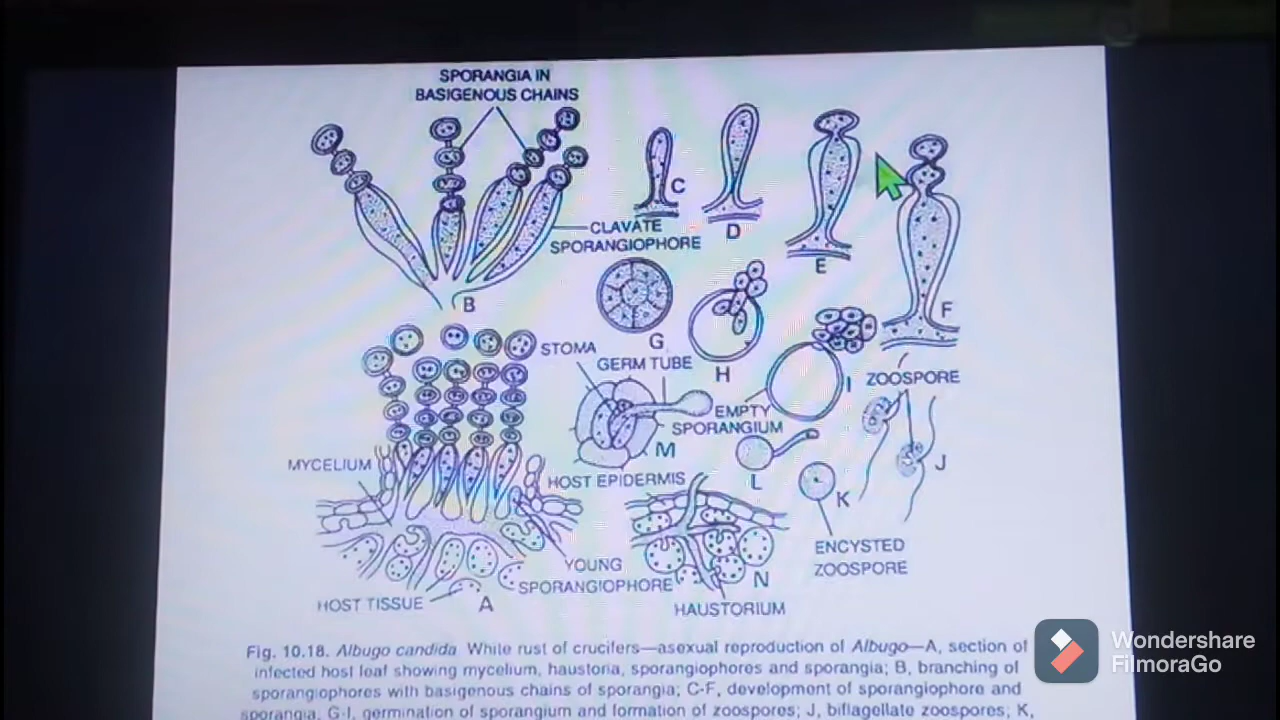 SPORANGIA IN
BASIGENOUS CHAINS
C
D
CLAVATE
SPORANGIOPHORE
E
B
F
G
STOMA
GERM TUBE
H
I
ZOOSPORE
EMPTY
SPORANGIUM
M
J
MYCELIUM
HOST EPIDERMIS
L
K
ENCYSTED
ZOOSPORE
YOUNG
SPORANGIOPHORE
N
HOST TISSUE
A
HAUSTORIUM
Fig. 10.18. Albugo candida White rust of crucifers—asexual reproduction of Albugo—A, section of
infected host leaf showing mycelium, haustoria, sporangiophores and sporangia; B, branching of
sporangiophores with basigenous chains of sporangia; C-F, development of sporangiophore and
sporangia, G-I, germination of sporangium and formation of zoospores; J, biflagellate zoospores; K,
Wondershare
FilmoraGo